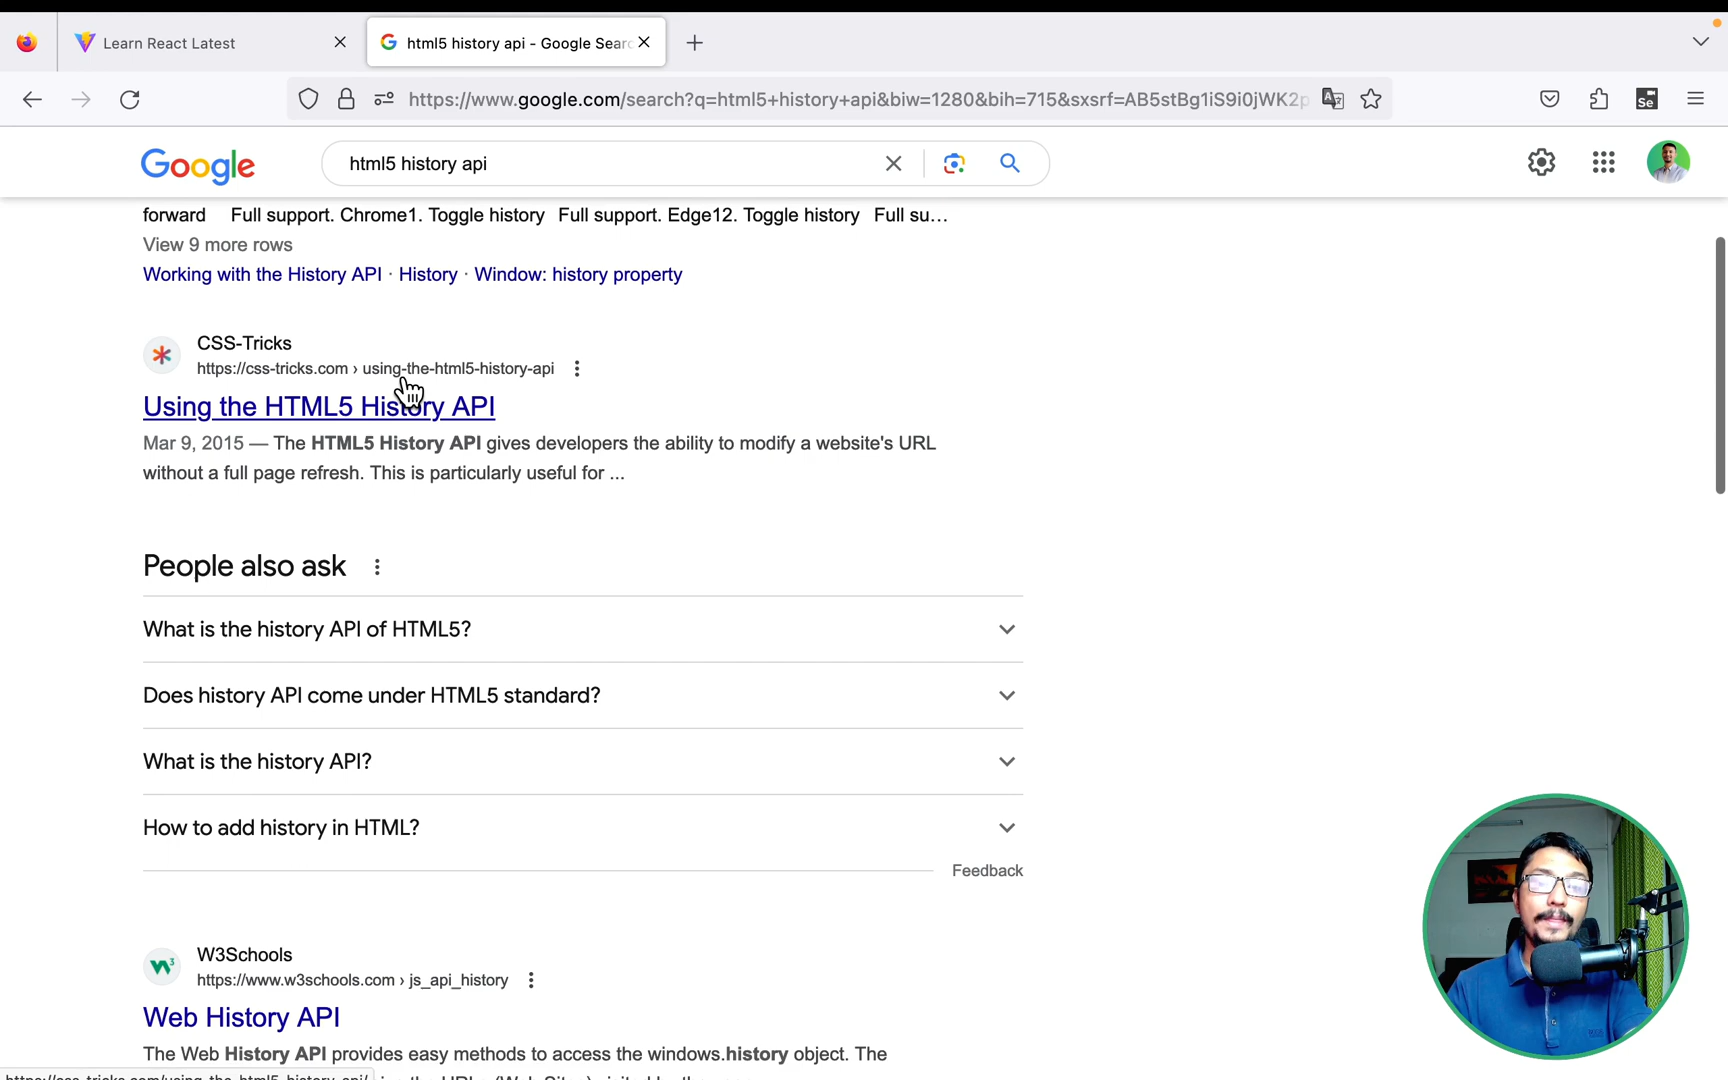 Learn React Latest
html5 history api - Google Sear
https://www.google.com/search?q=html5+history+api&biw=1280&bih=715&sxsrf=AB5stBg1iS9i0jWK2p
Se
Google
html5 history api
forward Full support. Chrome1. Toggle history Full support. Edge12. Toggle history Full su...
View 9 more rows
Working with the History API · History · Window: history property
CSS-Tricks
https://css-tricks.com › using-the-html5-history-api
Using the HTML5 History API
Mar 9, 2015 — The HTML5 History API gives developers the ability to modify a website's URL
without a full page refresh. This is particularly useful for ...
People also ask
What is the history API of HTML5?
Does history API come under HTML5 standard?
What is the history API?
How to add history in HTML?
Feedback
W3Schools
https://www.w3schools.com › js_api_history
Web History API
The Web History API provides easy methods to access the windows.history object. The